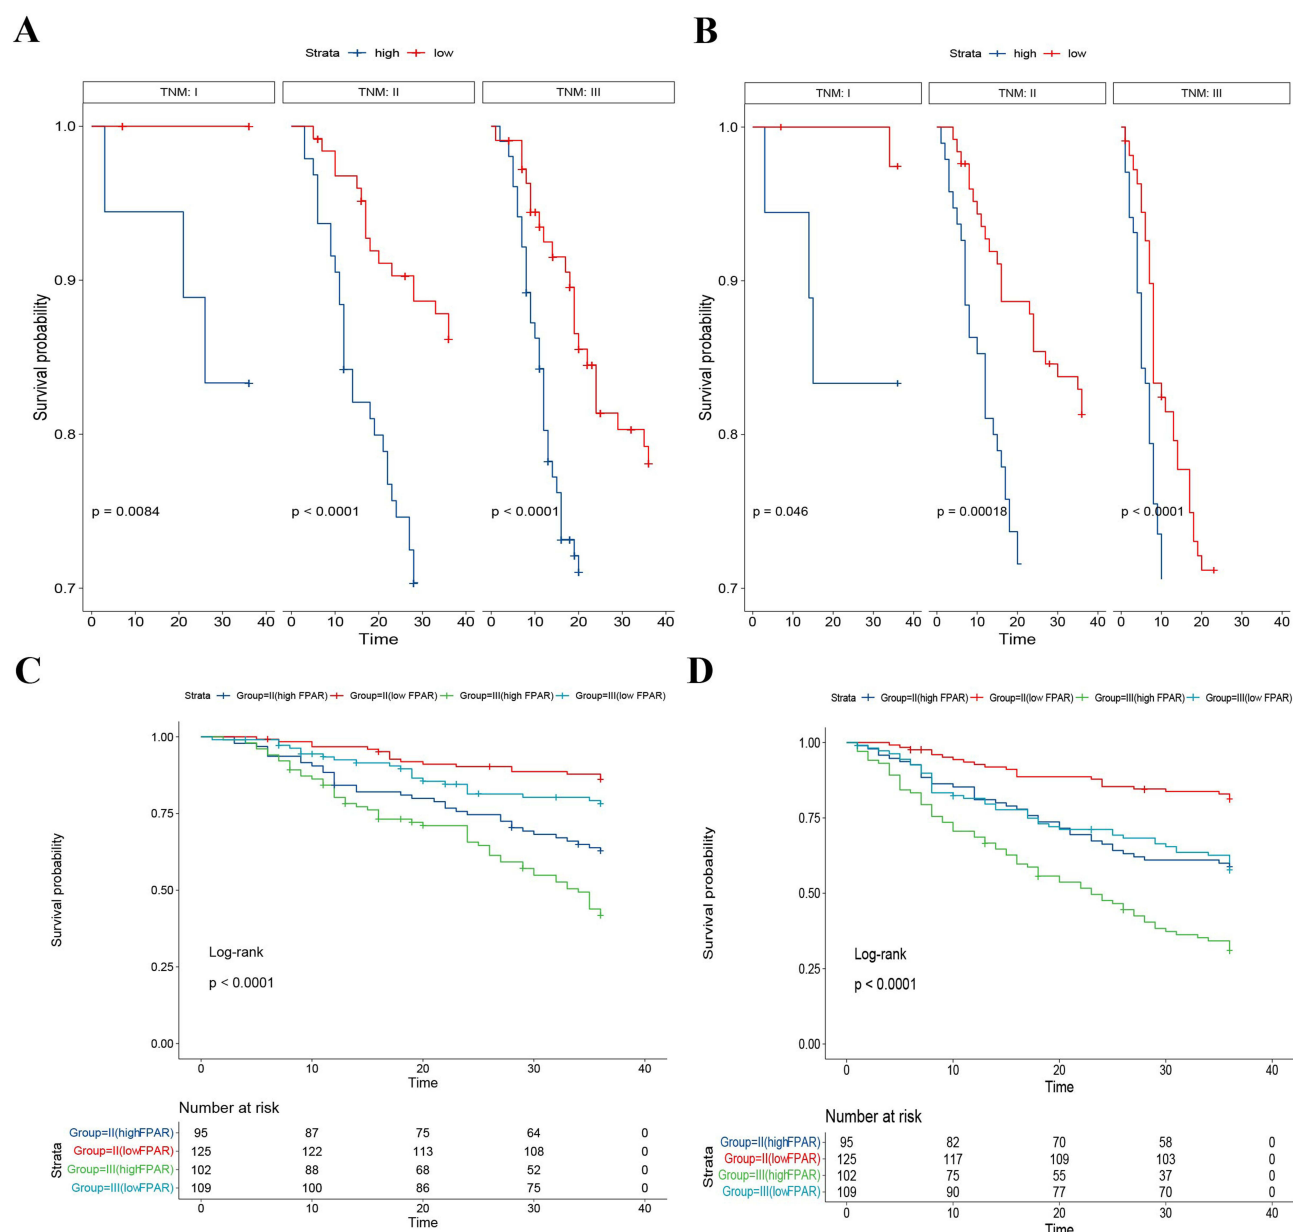 A
Strata high low
TNM: I TNM: II TNM: III
Survival probability
1.0
0.9
0.8
0.7
p = 0.0084 p < 0.0001 p < 0.0001
0 10 20 30 40 0 10 20 30 40 0 10 20 30 40
Time
B
Strata high low
TNM: I TNM: II TNM: III
Survival probability
1.0
0.9
0.8
0.7
p = 0.046 p = 0.00018 p < 0.0001
0 10 20 30 40 0 10 20 30 40 0 10 20 30 40
Time
C
Strata Group=II(high FPAR) Group=II(low FPAR) Group=III(high FPAR) Group=III(low FPAR)
Survival probability
1.00
0.75
0.50
0.25
0.00
Log-rank
p < 0.0001
0 10 20 30 40
Time
Number at risk
Strata
Group=II(highFPAR) 95 87 75 64 0
Group=II(lowFPAR) 125 122 113 108 0
Group=III(highFPAR) 102 88 68 52 0
Group=III(lowFPAR) 109 100 86 75 0
0 10 20 30 40
Time
D
Strata Group=II(high FPAR) Group=II(low FPAR) Group=III(high FPAR) Group=III(low FPAR)
Survival probability
1.00
0.75
0.50
0.25
0.00
Log-rank
p < 0.0001
0 10 20 30 40
Time
Number at risk
Strata
Group=II(highFPAR) 95 82 70 58 0
Group=II(lowFPAR) 125 117 109 103 0
Group=III(highFPAR) 102 75 55 37 0
Group=III(lowFPAR) 109 90 77 70 0
0 10 20 30 40
Time